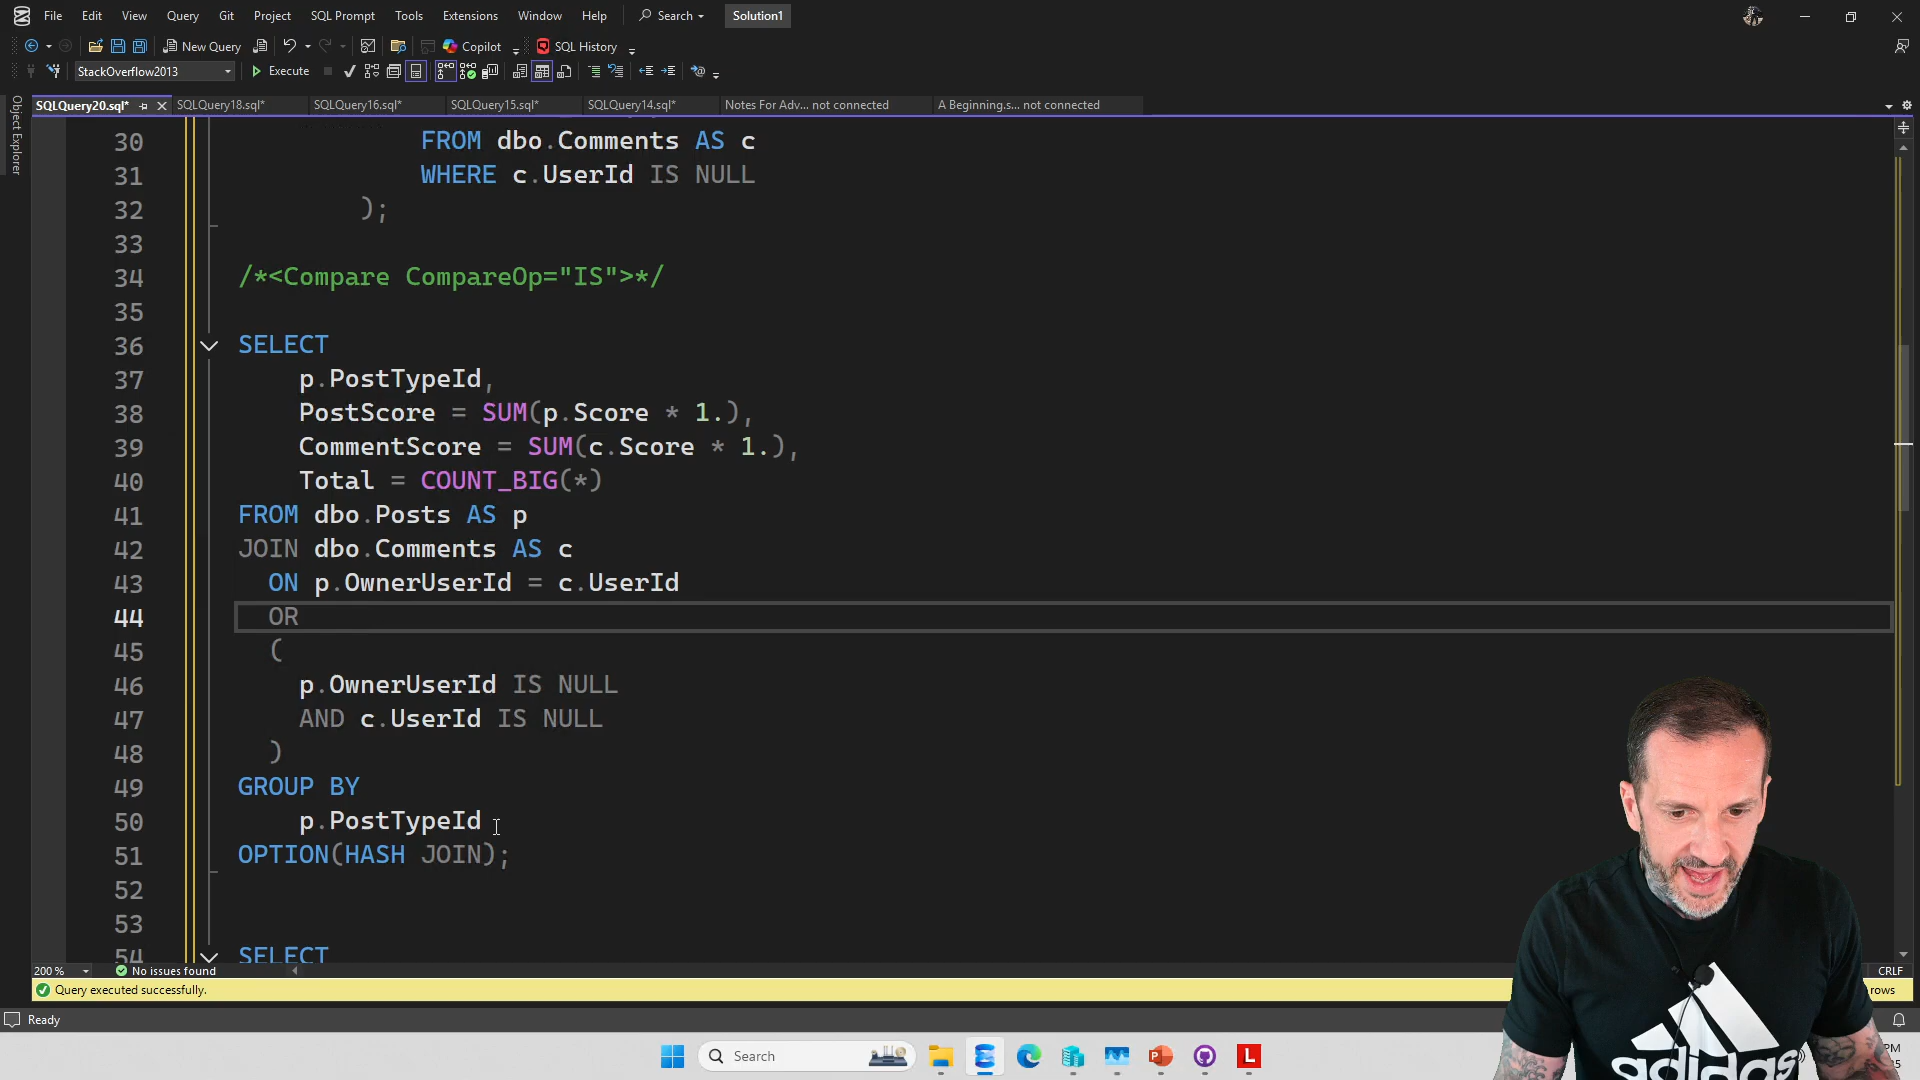 File Edit View Query Git Project SQL Prompt Tools Extensions Window Help Search Solution1
New Query Copilot SQL History
StackOverflow2013 Execute
SQLQuery20.sql* SQLQuery18.sql* SQLQuery16.sql* SQLQuery15.sql* SQLQuery14.sql* Notes For Adv... not connected A Beginning.s... not connected
Object Explorer
30 FROM dbo.Comments AS c
31 WHERE c.UserId IS NULL
32 );
33
34 /*<Compare CompareOp="IS">*/
35
36 SELECT
37 p.PostTypeId,
38 PostScore = SUM(p.Score * 1.),
39 CommentScore = SUM(c.Score * 1.),
40 Total = COUNT_BIG(*)
41 FROM dbo.Posts AS p
42 JOIN dbo.Comments AS c
43 ON p.OwnerUserId = c.UserId
44 OR
45 (
46 p.OwnerUserId IS NULL
47 AND c.UserId IS NULL
48 )
49 GROUP BY
50 p.PostTypeId
51 OPTION(HASH JOIN);
52
53
54 SELECT
200 % No issues found CRLF
Query executed successfully. rows
Ready
Search
adidas